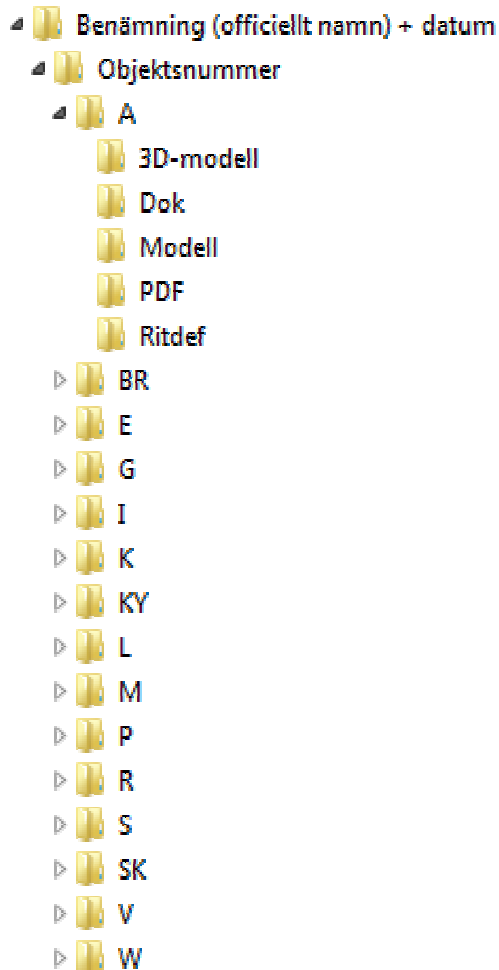 Benämning (officiellt namn) + datum
Objektsnummer
A
3D-modell
Dok
Modell
PDF
Ritdef
BR
E
G
I
K
KY
L
M
P
R
S
SK
V
W